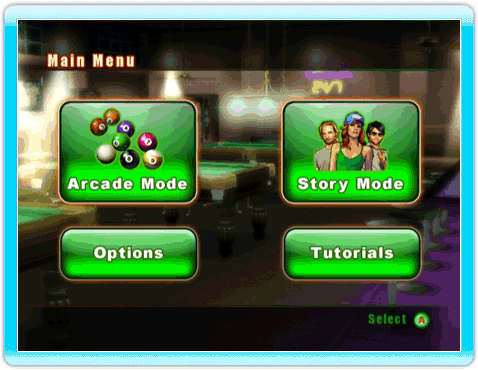 Main Menu
Arcade Mode
Story Mode
Options
Tutorials
Select A